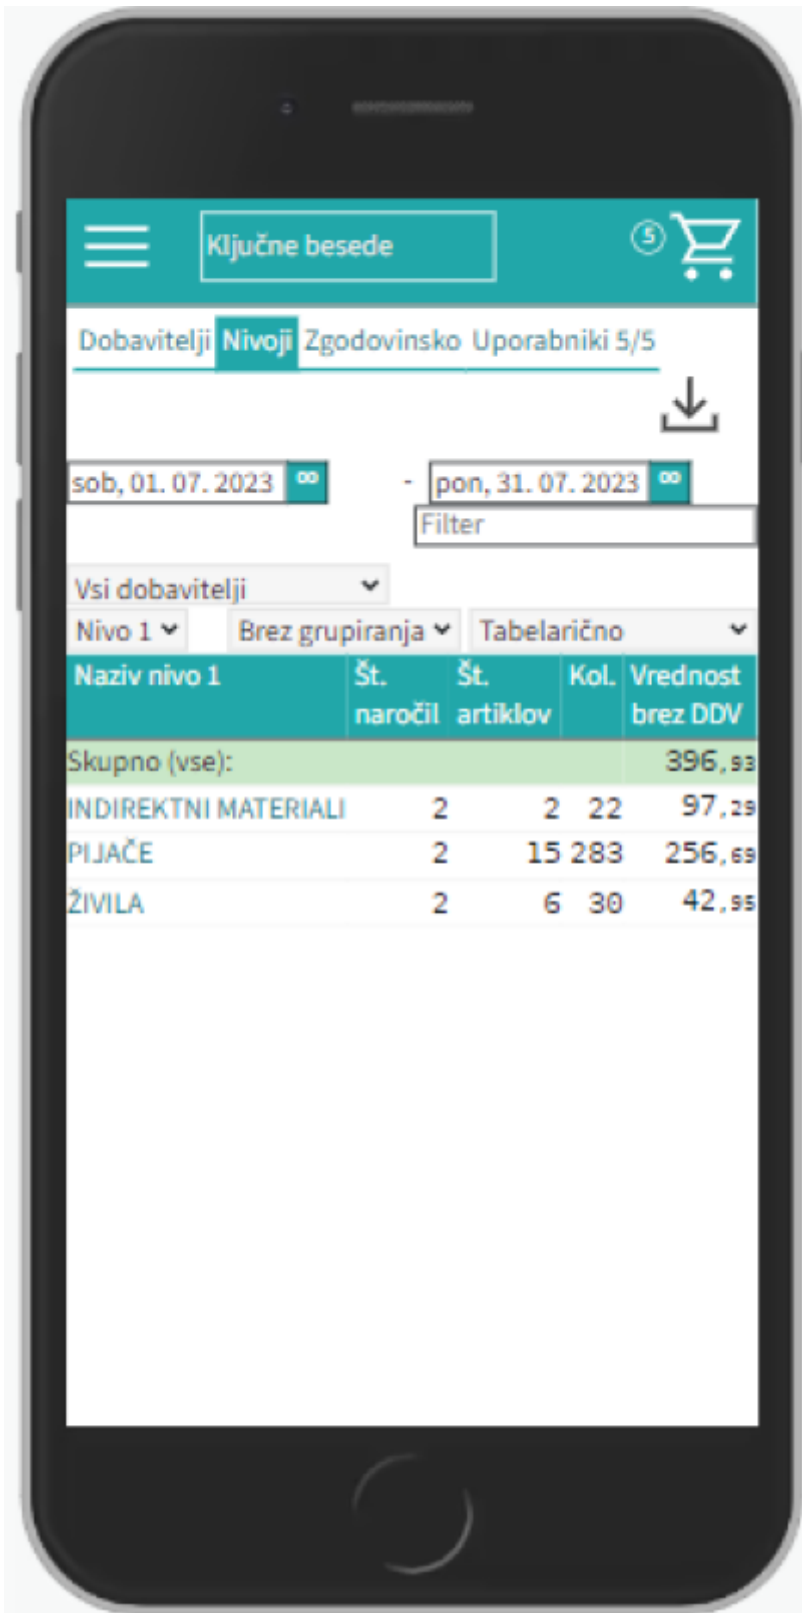 Ključne besede
5
Dobavitelji Nivoji Zgodovinsko Uporabniki 5/5
sob, 01. 07. 2023 - pon, 31. 07. 2023
Filter
Vsi dobavitelji
Nivo 1 Brez grupiranja Tabelarično
Naziv nivo 1 Št. naročil Št. artiklov Kol. Vrednost brez DDV
Skupno (vse): 396,93
INDIREKTNI MATERIALI 2 2 22 97,29
PIJAČE 2 15 283 256,69
ŽIVILA 2 6 30 42,95